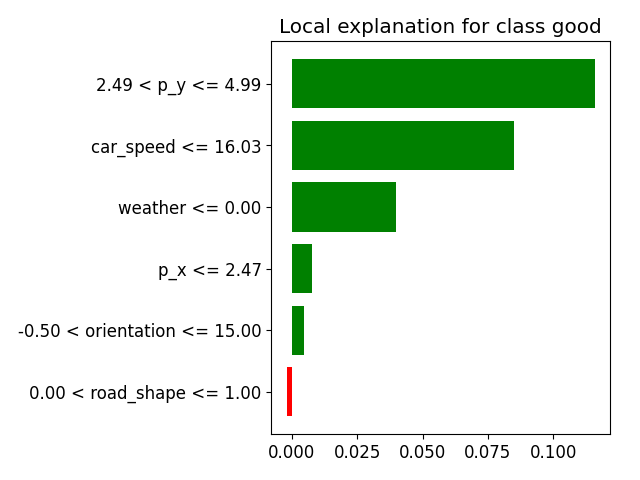 Local explanation for class good
2.49 < p_y <= 4.99
car_speed <= 16.03
weather <= 0.00
p_x <= 2.47
-0.50 < orientation <= 15.00
0.00 < road_shape <= 1.00
0.000 0.025 0.050 0.075 0.100